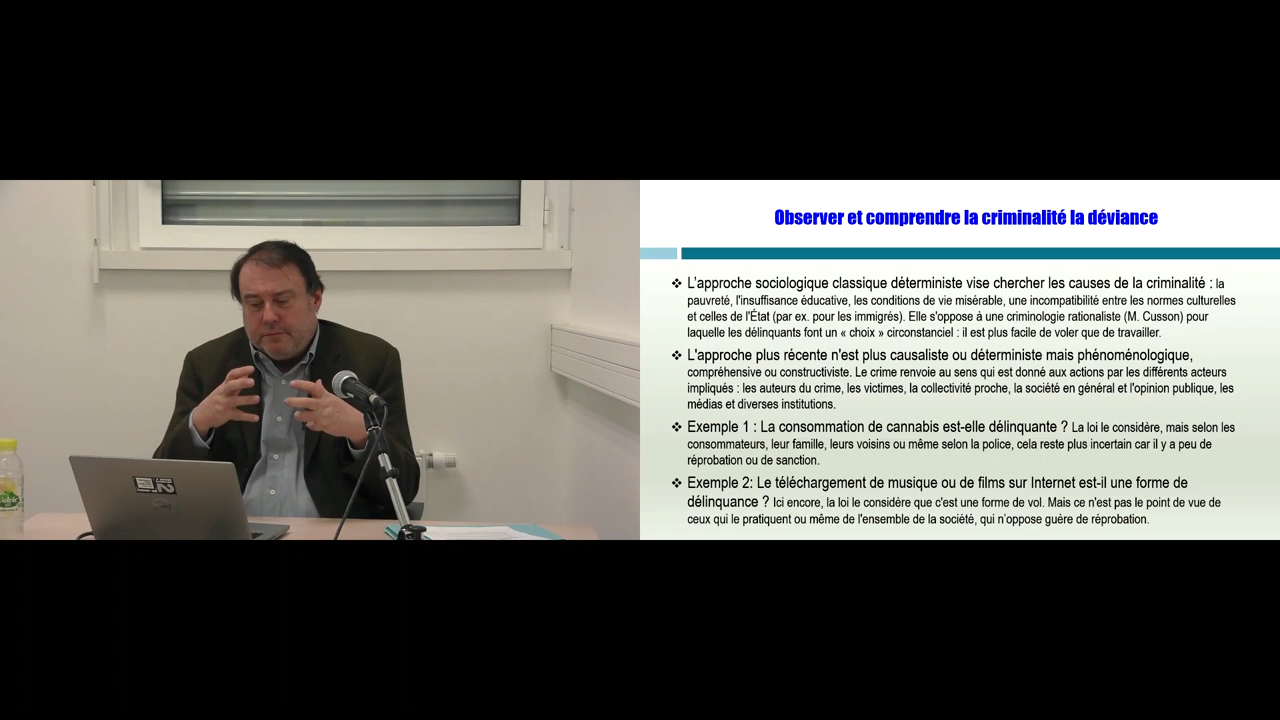 Observer et comprendre la criminalité la déviance
❖ L'approche sociologique classique déterministe vise chercher les causes de la criminalité : la
pauvreté, l'insuffisance éducative, les conditions de vie misérable, une incompatibilité entre les normes culturelles
et celles de l'État (par ex. pour les immigrés). Elle s'oppose à une criminologie rationaliste (M. Cusson) pour
laquelle les délinquants font un « choix » circonstanciel : il est plus facile de voler que de travailler.
❖ L'approche plus récente n'est plus causaliste ou déterministe mais phénoménologique,
compréhensive ou constructiviste. Le crime renvoie au sens qui est donné aux actions par les différents acteurs
impliqués : les auteurs du crime, les victimes, la collectivité proche, la société en général et l'opinion publique, les
médias et diverses institutions.
❖ Exemple 1 : La consommation de cannabis est-elle délinquante ? La loi le considère, mais selon les
consommateurs, leur famille, leurs voisins ou même selon la police, cela reste plus incertain car il y a peu de
réprobation ou de sanction.
❖ Exemple 2: Le téléchargement de musique ou de films sur Internet est-il une forme de
délinquance ? Ici encore, la loi le considère que c'est une forme de vol. Mais ce n'est pas le point de vue de
ceux qui le pratiquent ou même de l'ensemble de la société, qui n'oppose guère de réprobation.